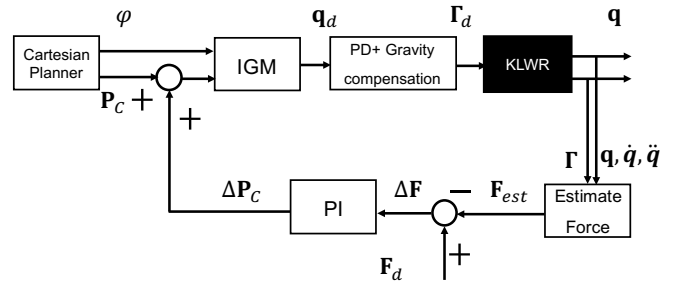 φ q_d Γ_d q
Cartesian Planner
IGM
PD+ Gravity compensation
KLWR
P_C + +
Γ q, q̇, q̈
ΔP_C PI ΔF − F_est
Estimate Force
F_d +